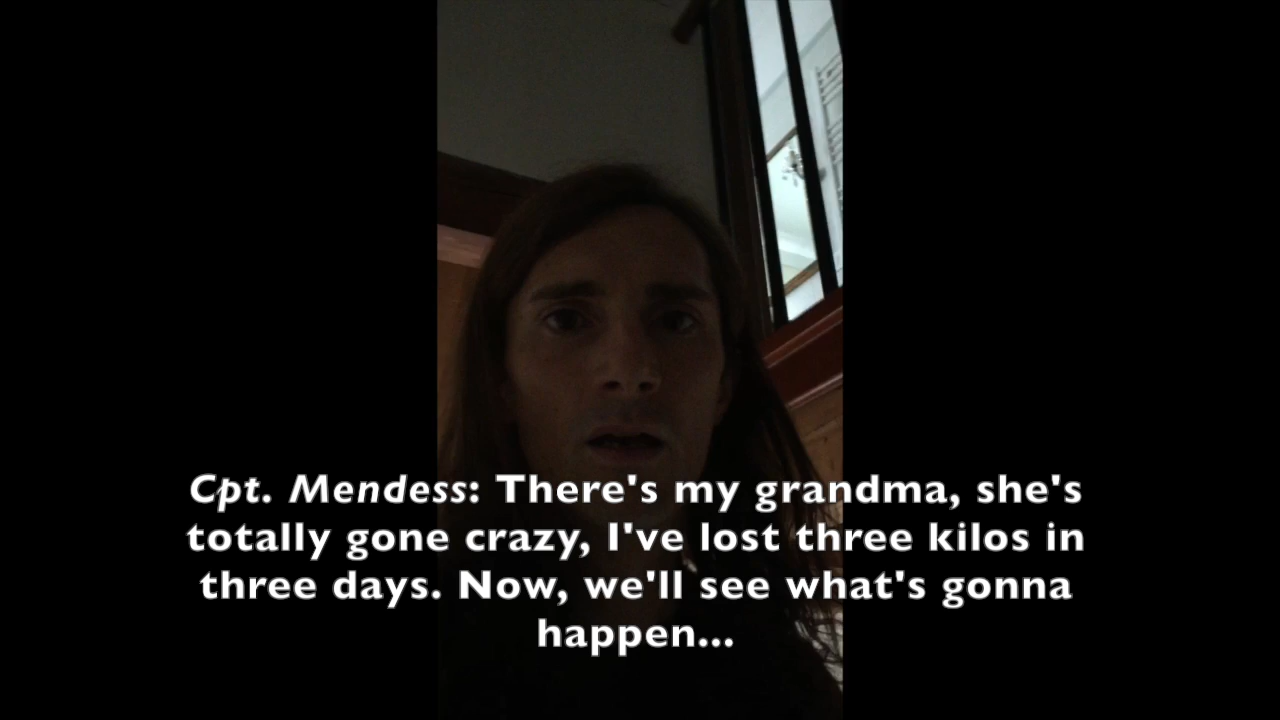 Cpt. Mendess: There's my grandma, she's
totally gone crazy, I've lost three kilos in
three days. Now, we'll see what's gonna
happen...